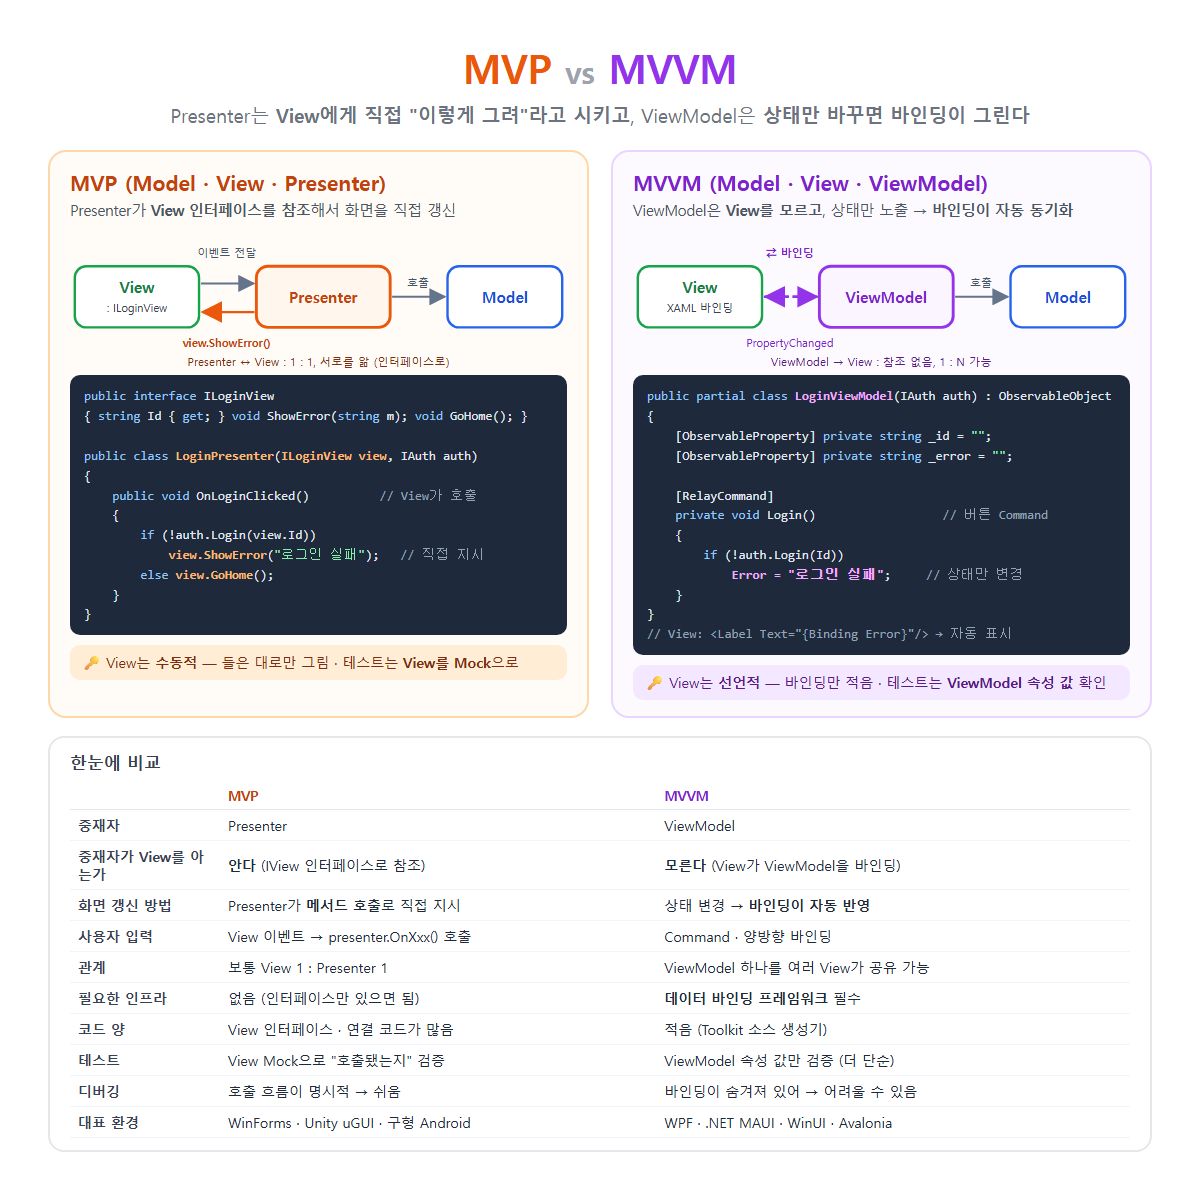 MVP vs MVVM
Presenter는 View에게 직접 "이렇게 그려"라고 시키고, ViewModel은 상태만 바꾸면 바인딩이 그린다
MVP (Model · View · Presenter)
Presenter가 View 인터페이스를 참조해서 화면을 직접 갱신
이벤트 전달
View
: ILoginView
Presenter
호출
Model
view.ShowError()
Presenter ↔ View : 1 : 1, 서로를 앎 (인터페이스로)
public interface ILoginView
{ string Id { get; } void ShowError(string m); void GoHome(); }
public class LoginPresenter(ILoginView view, IAuth auth)
{
    public void OnLoginClicked()          // View가 호출
    {
        if (!auth.Login(view.Id))
            view.ShowError("로그인 실패");   // 직접 지시
        else view.GoHome();
    }
}
🔑 View는 수동적 — 들은 대로만 그림 · 테스트는 View를 Mock으로
MVVM (Model · View · ViewModel)
ViewModel은 View를 모르고, 상태만 노출 → 바인딩이 자동 동기화
⇄ 바인딩
View
XAML 바인딩
ViewModel
호출
Model
PropertyChanged
ViewModel → View : 참조 없음, 1 : N 가능
public partial class LoginViewModel(IAuth auth) : ObservableObject
{
    [ObservableProperty] private string _id = "";
    [ObservableProperty] private string _error = "";
    [RelayCommand]
    private void Login()                  // 버튼 Command
    {
        if (!auth.Login(Id))
            Error = "로그인 실패";     // 상태만 변경
    }
}
// View: <Label Text="{Binding Error}"/> → 자동 표시
🔑 View는 선언적 — 바인딩만 적음 · 테스트는 ViewModel 속성 값 확인
한눈에 비교
MVP MVVM
중재자 Presenter ViewModel
중재자가 View를 아
는가 안다 (IView 인터페이스로 참조) 모른다 (View가 ViewModel을 바인딩)
화면 갱신 방법 Presenter가 메서드 호출로 직접 지시 상태 변경 → 바인딩이 자동 반영
사용자 입력 View 이벤트 → presenter.OnXxx() 호출 Command · 양방향 바인딩
관계 보통 View 1 : Presenter 1 ViewModel 하나를 여러 View가 공유 가능
필요한 인프라 없음 (인터페이스만 있으면 됨) 데이터 바인딩 프레임워크 필수
코드 양 View 인터페이스 · 연결 코드가 많음 적음 (Toolkit 소스 생성기)
테스트 View Mock으로 "호출됐는지" 검증 ViewModel 속성 값만 검증 (더 단순)
디버깅 호출 흐름이 명시적 → 쉬움 바인딩이 숨겨져 있어 → 어려울 수 있음
대표 환경 WinForms · Unity uGUI · 구형 Android WPF · .NET MAUI · WinUI · Avalonia